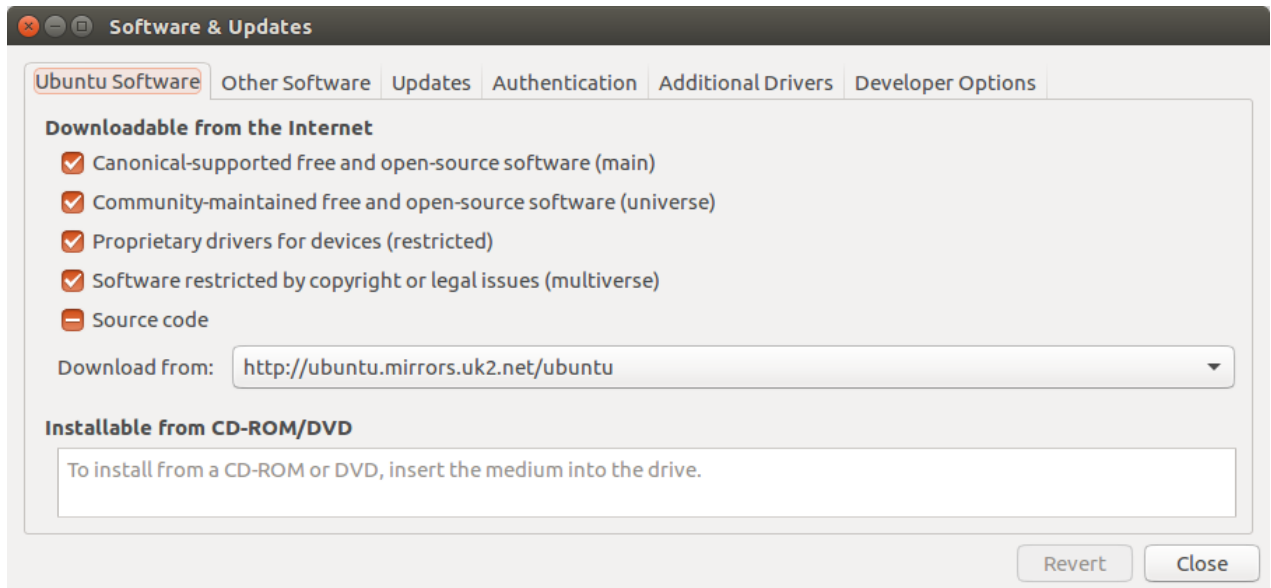 Software & Updates
Ubuntu Software Other Software Updates Authentication Additional Drivers Developer Options
Downloadable from the Internet
Canonical-supported free and open-source software (main)
Community-maintained free and open-source software (universe)
Proprietary drivers for devices (restricted)
Software restricted by copyright or legal issues (multiverse)
Source code
Download from: http://ubuntu.mirrors.uk2.net/ubuntu
Installable from CD-ROM/DVD
To install from a CD-ROM or DVD, insert the medium into the drive.
Revert Close